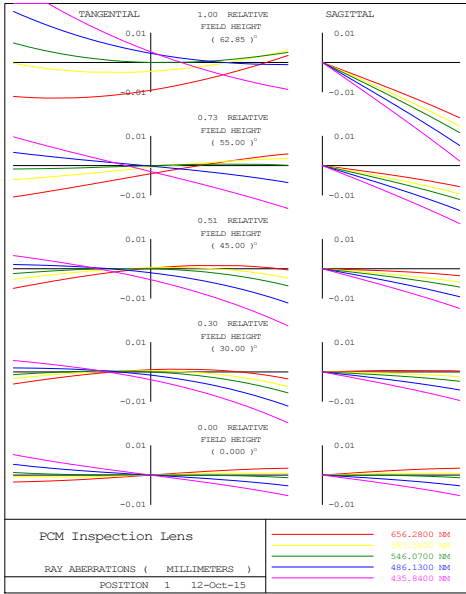 TANGENTIAL
1.00 RELATIVE
SAGITTAL
FIELD HEIGHT
0.01
( 62.85 )°
0.01
-0.01
-0.01
0.73 RELATIVE
FIELD HEIGHT
0.01
( 55.00 )°
0.01
-0.01
-0.01
0.51 RELATIVE
FIELD HEIGHT
0.01
( 45.00 )°
0.01
-0.01
-0.01
0.30 RELATIVE
FIELD HEIGHT
0.01
( 30.00 )°
0.01
-0.01
-0.01
0.00 RELATIVE
FIELD HEIGHT
0.01
( 0.000 )°
0.01
-0.01
-0.01
PCM Inspection Lens
RAY ABERRATIONS ( MILLIMETERS )
POSITION 1 12-Oct-15
656.2800 NM
NM
546.0700 NM
486.1300 NM
435.8400 NM